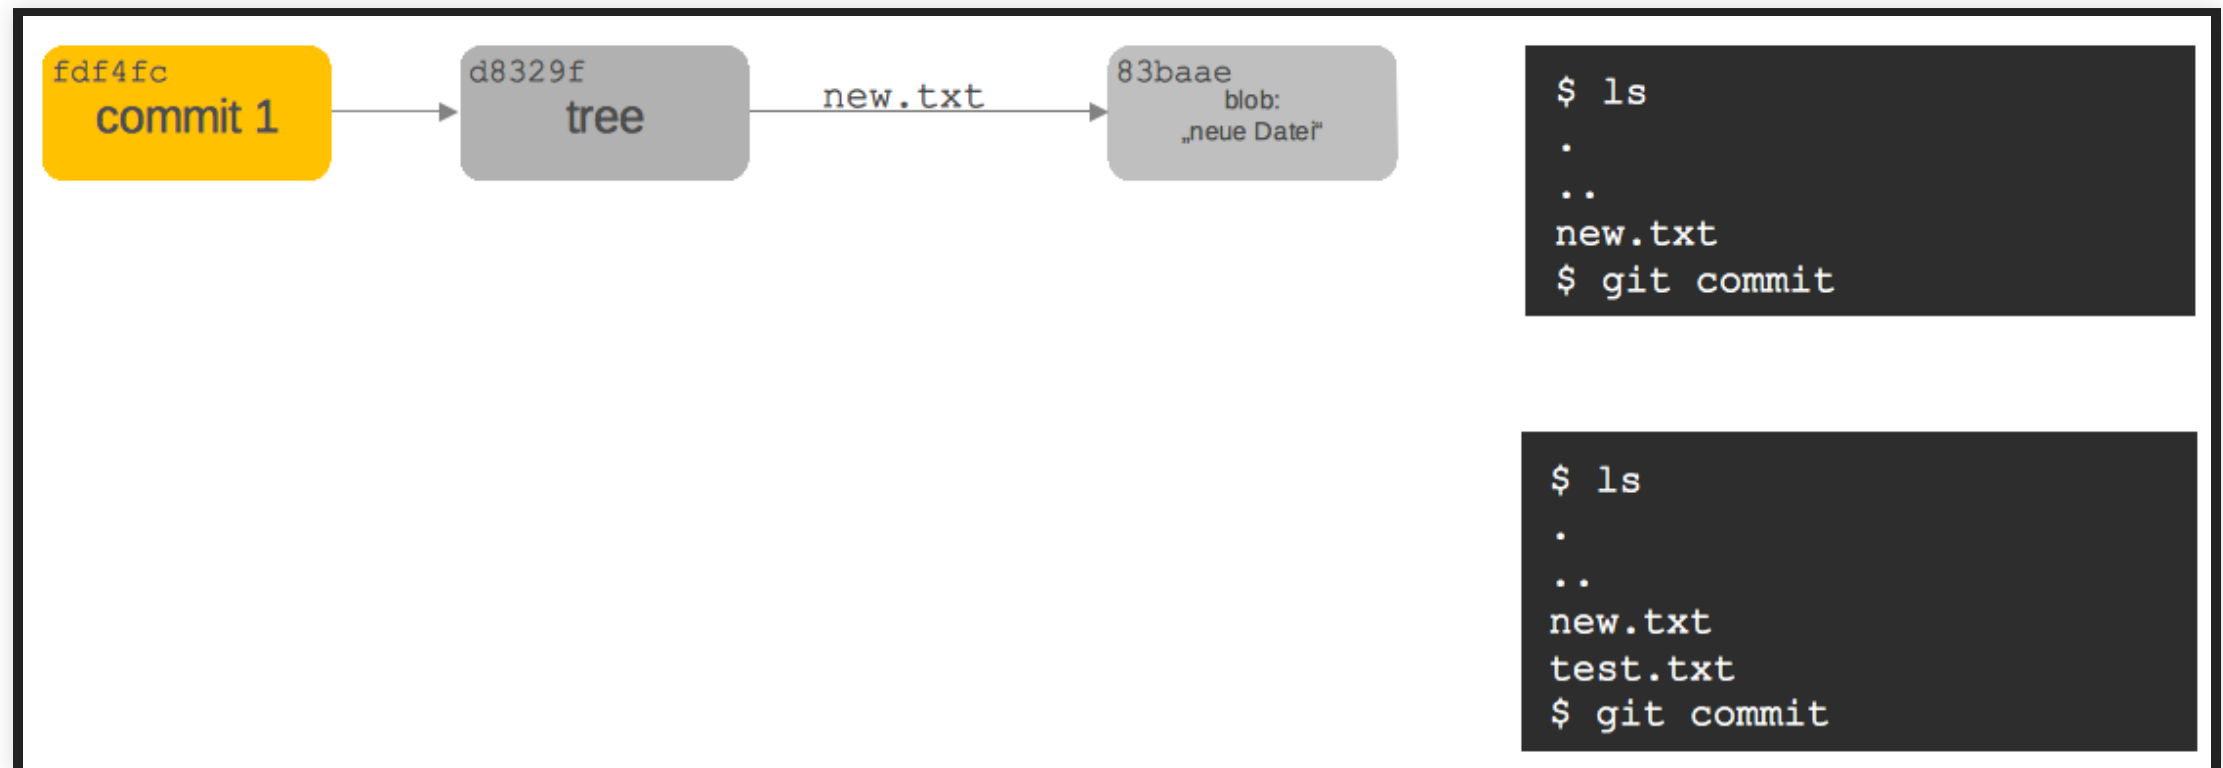 fdf4fc
commit 1
d8329f
tree
new.txt
83baae
blob:
„neue Datei“
$ ls
.
..
new.txt
$ git commit
$ ls
.
..
new.txt
test.txt
$ git commit